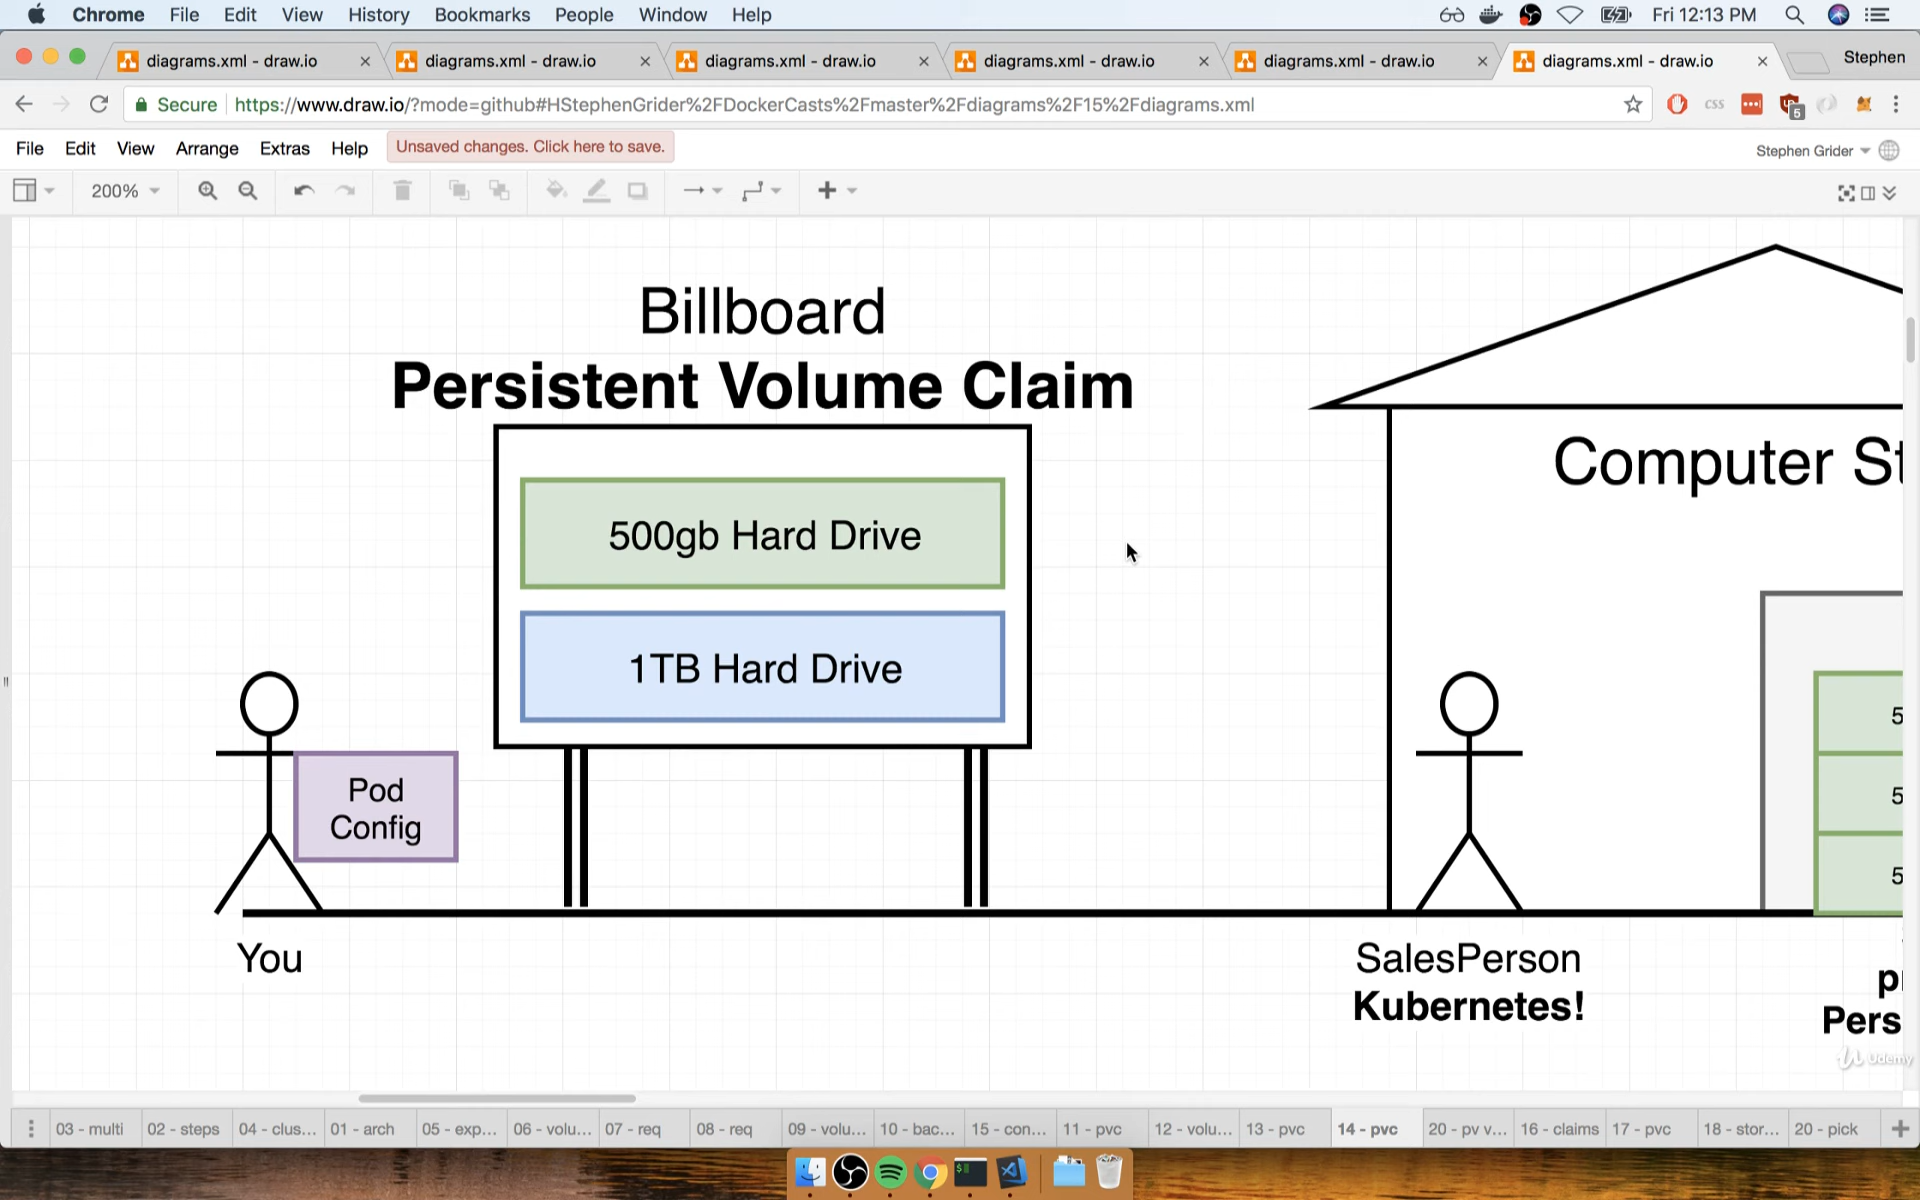 Chrome File Edit View History Bookmarks People Window Help Fri 12:13 PM
diagrams.xml - draw.io diagrams.xml - draw.io diagrams.xml - draw.io diagrams.xml - draw.io diagrams.xml - draw.io diagrams.xml - draw.io Stephen
Secure https://www.draw.io/?mode=github#HStephenGrider%2FDockerCasts%2Fmaster%2Fdiagrams%2F15%2Fdiagrams.xml css 5
File Edit View Arrange Extras Help Unsaved changes. Click here to save. Stephen Grider
200%
Billboard
Persistent Volume Claim
Computer St
500gb Hard Drive
1TB Hard Drive
5
5
5
Pod
Config
You
SalesPerson
Kubernetes!
p
Pers
Udemy
03 - multi 02 - steps 04 - clus... 01 - arch 05 - exp... 06 - volu... 07 - req 08 - req 09 - volu... 10 - bac... 15 - con... 11 - pvc 12 - volu... 13 - pvc 14 - pvc 20 - pv v... 16 - claims 17 - pvc 18 - stor... 20 - pick